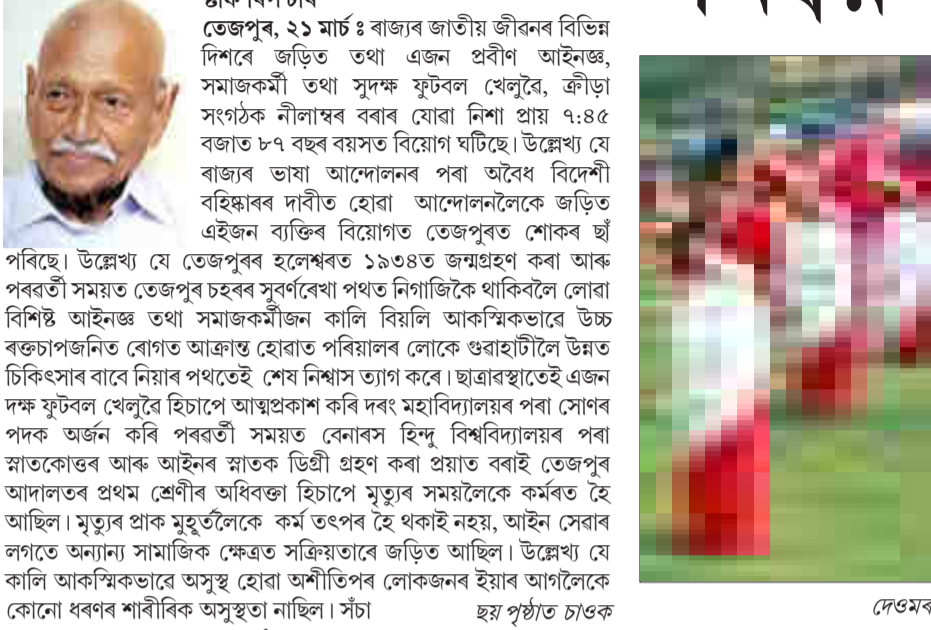 তেজপুৰ, ২১ মাৰ্চ ঃ ৰাজ্যৰ জাতীয় জীৱনৰ বিভিন্ন
দিশৰে জড়িত তথা এজন প্ৰবীণ আইনজ্ঞ,
সমাজকৰ্মী তথা সুদক্ষ ফুটবল খেলুৱৈ, ক্ৰীড়া
সংগঠক নীলাম্বৰ বৰাৰ যোৱা নিশা প্ৰায় ৭:৪৫
বজাত ৮৭ বছৰ বয়সত বিয়োগ ঘটিছে। উল্লেখ্য যে
ৰাজ্যৰ ভাষা আন্দোলনৰ পৰা অবৈধ বিদেশী
বহিষ্কাৰৰ দাবীত হোৱা আন্দোলনলৈকে জড়িত
এইজন ব্যক্তিৰ বিয়োগত তেজপুৰত শোকৰ ছাঁ
পৰিছে। উল্লেখ্য যে তেজপুৰৰ হলেশ্বৰত ১৯৩৪ত জন্মগ্ৰহণ কৰা আৰু
পৰৱৰ্তী সময়ত তেজপুৰ চহৰৰ সুবৰ্ণৰেখা পথত নিগাজিকৈ থাকিবলৈ লোৱা
বিশিষ্ট আইনজ্ঞ তথা সমাজকৰ্মীজন কালি বিয়লি আকস্মিকভাৱে উচ্চ
ৰক্তচাপজনিত ৰোগত আক্ৰান্ত হোৱাত পৰিয়ালৰ লোকে গুৱাহাটীলৈ উন্নত
চিকিৎসাৰ বাবে নিয়াৰ পথতেই শেষ নিশ্বাস ত্যাগ কৰে। ছাত্ৰাৱস্থাতেই এজন
দক্ষ ফুটবল খেলুৱৈ হিচাপে আত্মপ্ৰকাশ কৰি দৰং মহাবিদ্যালয়ৰ পৰা সোণৰ
পদক অৰ্জন কৰি পৰৱৰ্তী সময়ত বেনাৰস হিন্দু বিশ্ববিদ্যালয়ৰ পৰা
স্নাতকোত্তৰ আৰু আইনৰ স্নাতক ডিগ্ৰী গ্ৰহণ কৰা প্ৰয়াত বৰাই তেজপুৰ
আদালতৰ প্ৰথম শ্ৰেণীৰ অধিবক্তা হিচাপে মৃত্যুৰ সময়লৈকে কৰ্মৰত হৈ
আছিল। মৃত্যুৰ প্ৰাক মুহূৰ্তলৈকে কৰ্ম তৎপৰ হৈ থকাই নহয়, আইন সেৱাৰ
লগতে অন্যান্য সামাজিক ক্ষেত্ৰত সক্ৰিয়তাৰে জড়িত আছিল। উল্লেখ্য যে
কালি আকস্মিকভাৱে অসুস্থ হোৱা অশীতিপৰ লোকজনৰ ইয়াৰ আগলৈকে
কোনো ধৰণৰ শাৰীৰিক অসুস্থতা নাছিল। সঁচা ছয় পৃষ্ঠাত চাওক